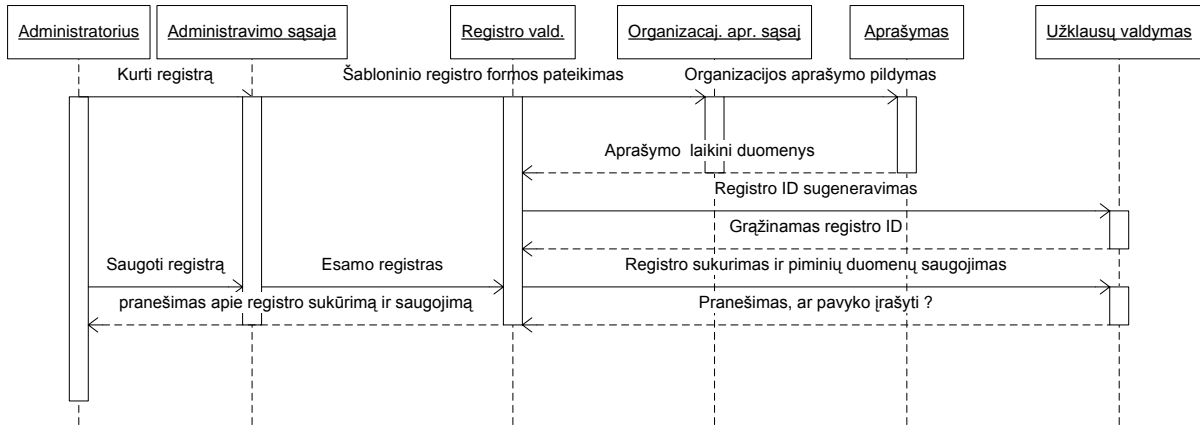 Administratorius
Administravimo sąsaja
Registro vald.
Organizacaj. apr. sąsaj
Aprašymas
Užklausų valdymas
Kurti registrą
Šabloninio registro formos pateikimas
Organizacijos aprašymo pildymas
Aprašymo laikini duomenys
Registro ID sugeneravimas
Grąžinamas registro ID
Saugoti registrą
Esamo registras
Registro sukurimas ir piminių duomenų saugojimas
pranešimas apie registro sukūrimą ir saugojimą
Pranešimas, ar pavyko įrašyti ?